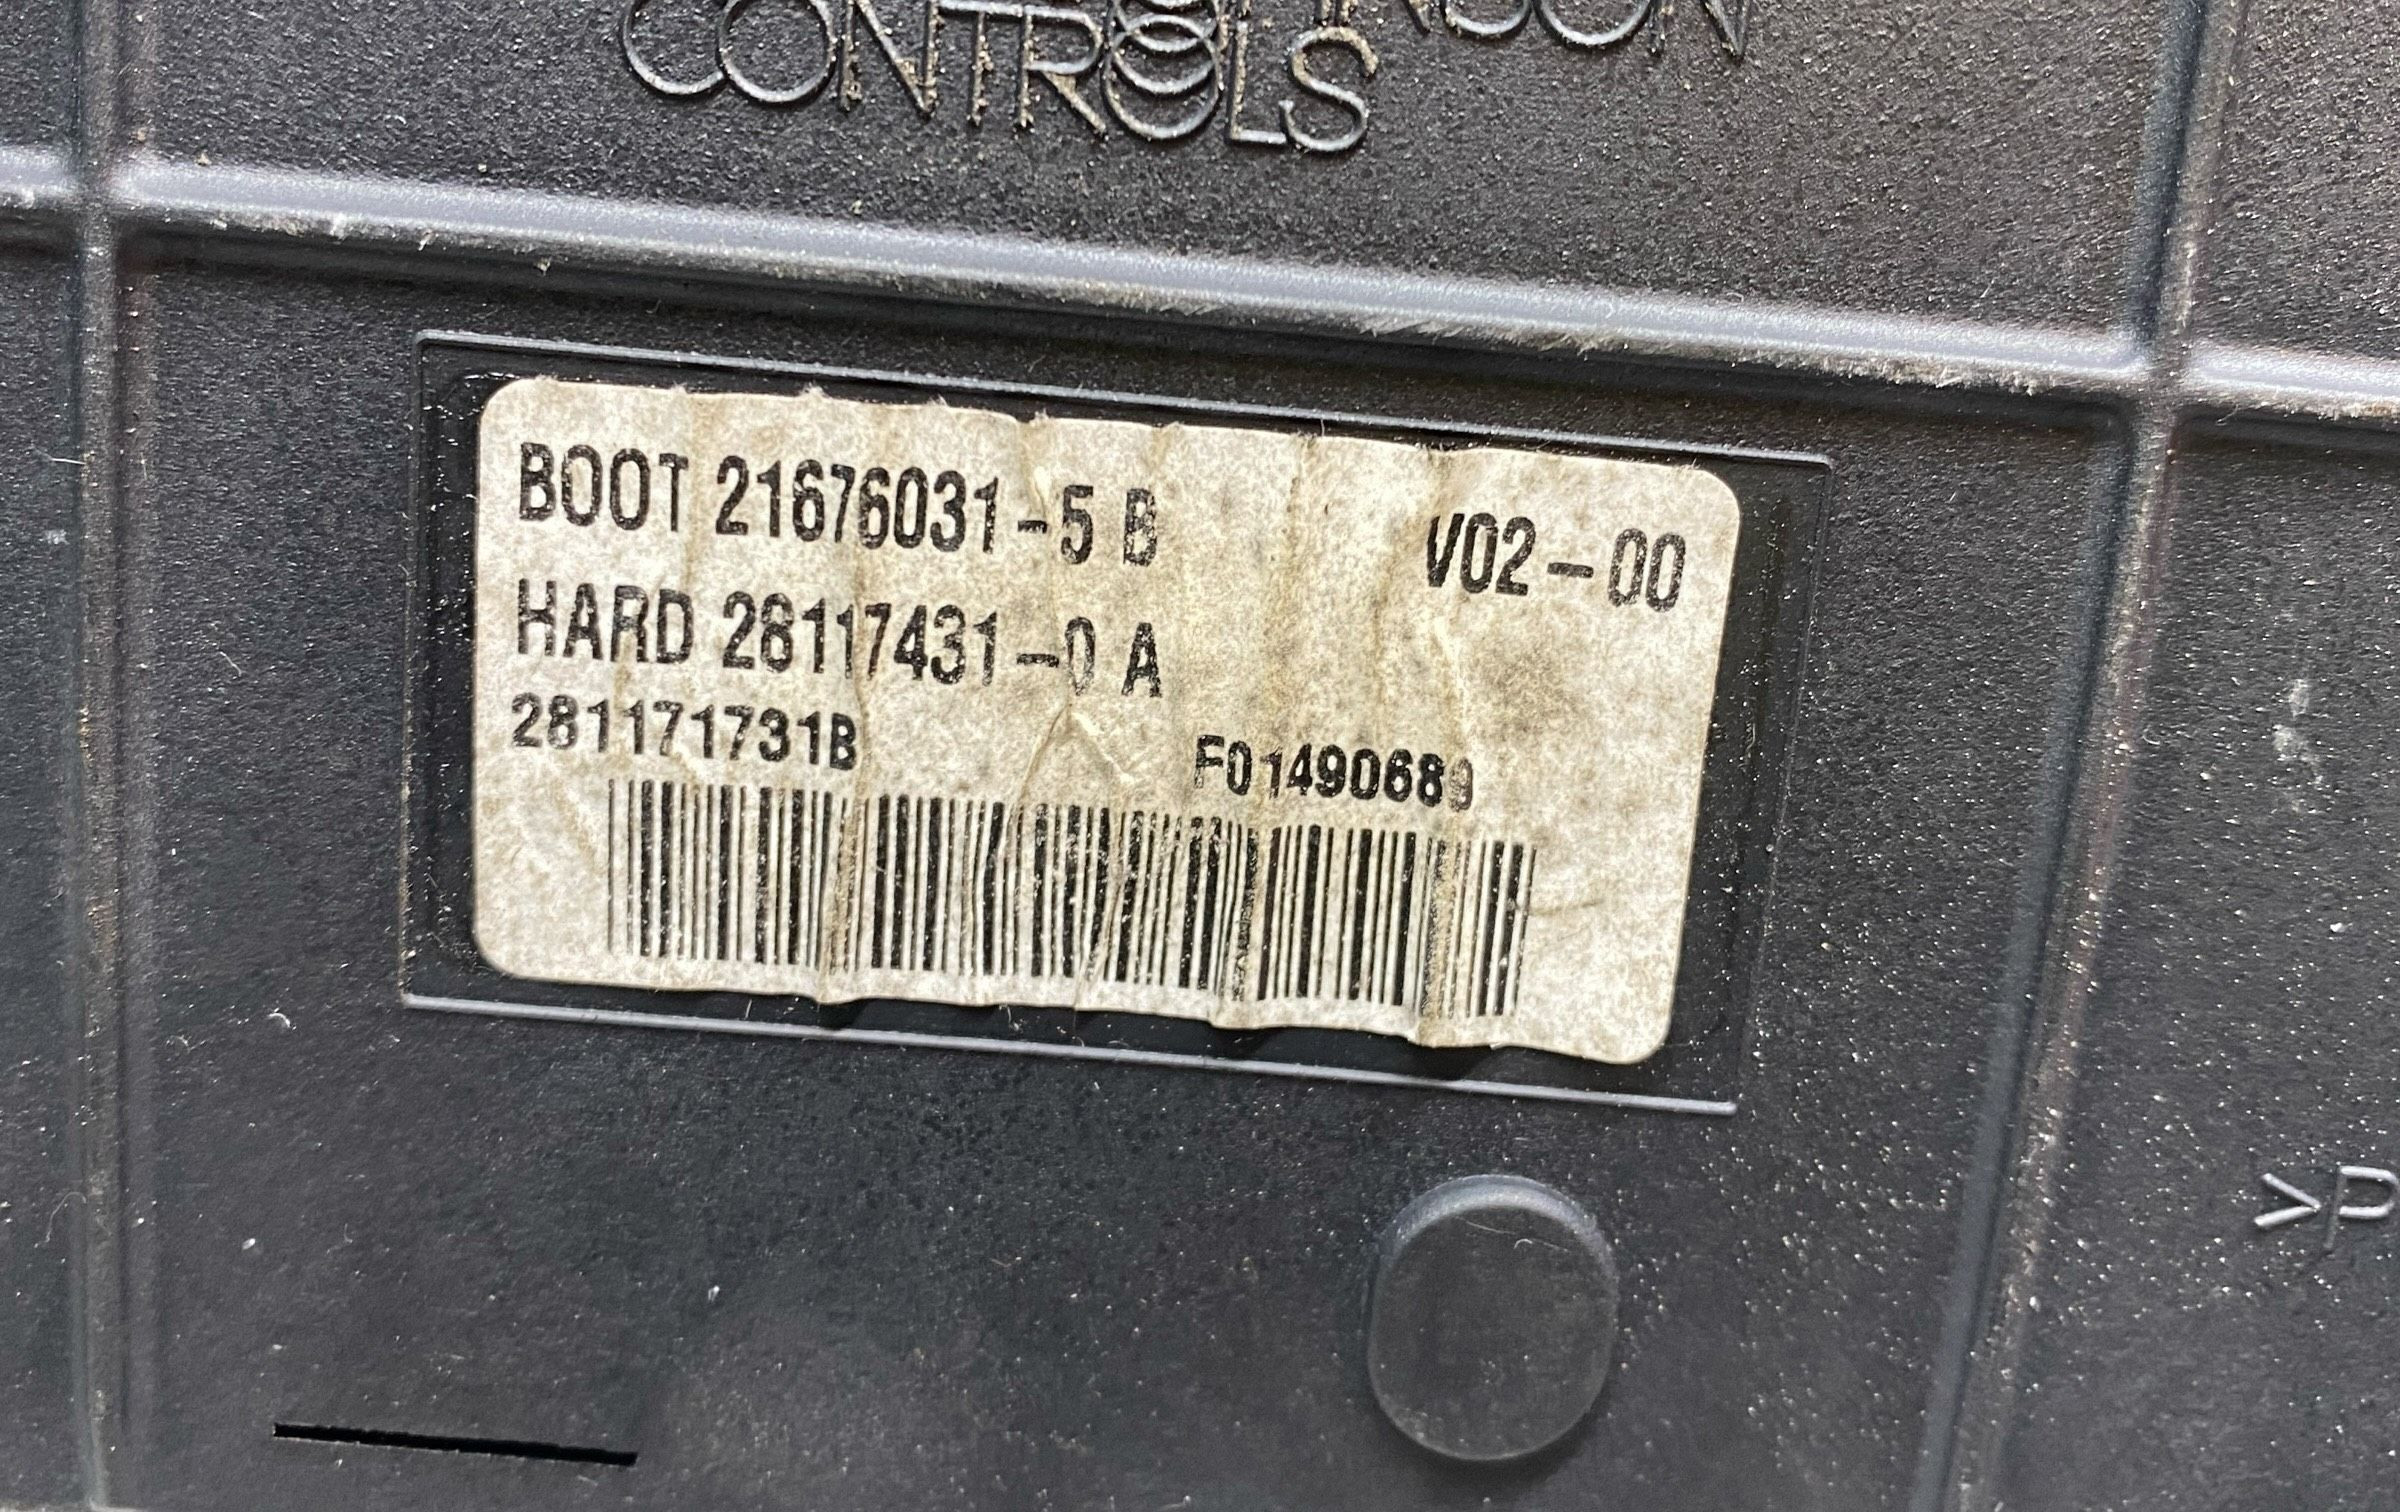 CONTROLS
BOOT 21676031-5 B V02-00
HARD 28117431-0 A
281171731B F01490689
>P